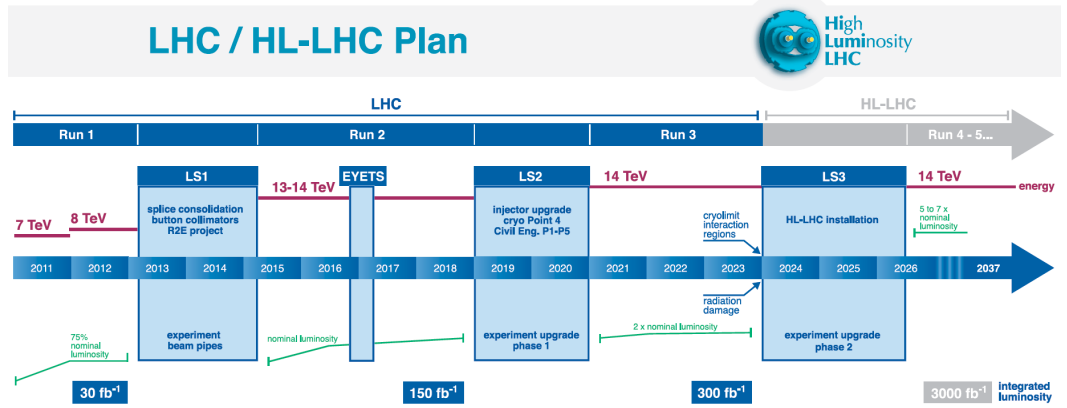 LHC / HL-LHC Plan
High
Luminosity
LHC
LHC
HL-LHC
Run 1
Run 2
Run 3
Run 4 - 5...
LS1
EYETS
LS2
LS3
7 TeV
8 TeV
13-14 TeV
14 TeV
14 TeV
energy
splice consolidation
button collimators
R2E project
injector upgrade
cryo Point 4
Civil Eng. P1-P5
cryolimit
interaction
regions
HL-LHC installation
5 to 7 x
nominal
luminosity
2011 2012 2013 2014 2015 2016 2017 2018 2019 2020 2021 2022 2023 2024 2025 2026 2037
radiation
damage
75%
nominal
luminosity
experiment
beam pipes
nominal luminosity
experiment upgrade
phase 1
2 x nominal luminosity
experiment upgrade
phase 2
30 fb⁻¹
150 fb⁻¹
300 fb⁻¹
3000 fb⁻¹
integrated
luminosity